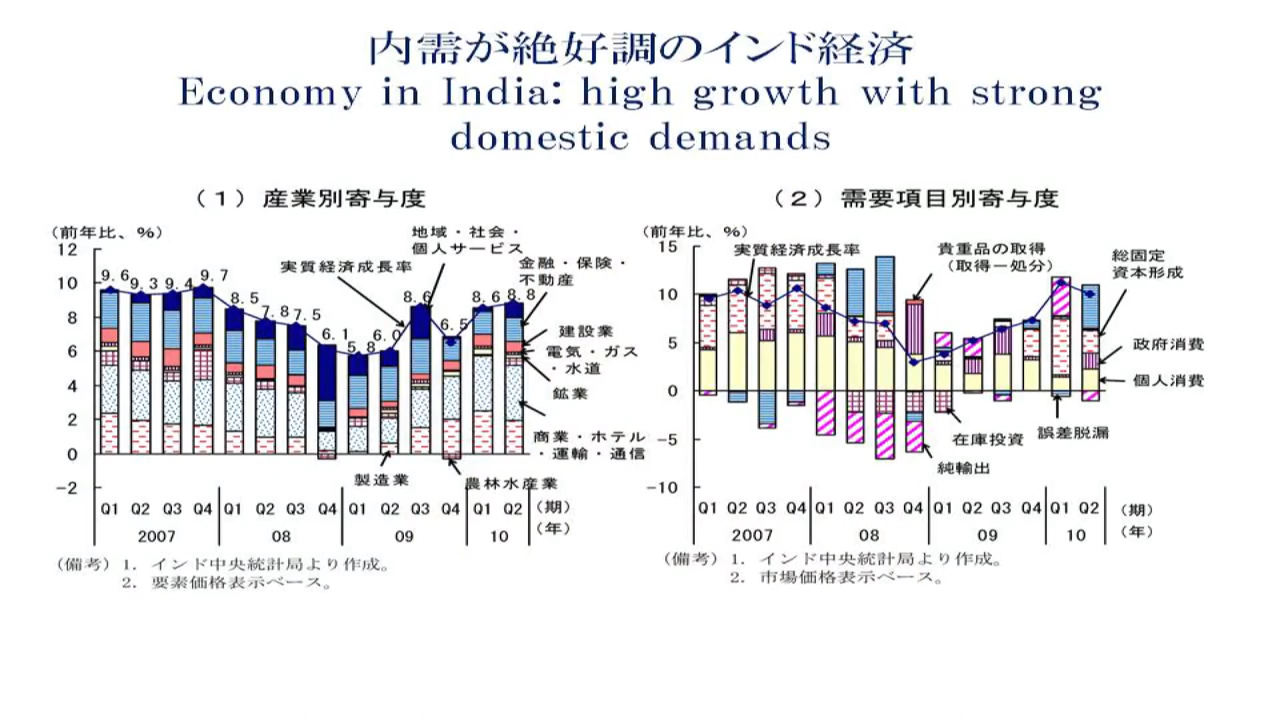 内需が絶好調のインド経済
Economy in India: high growth with strong
domestic demands
（１）産業別寄与度
（前年比、%）
地域・社会・
個人サービス
実質経済成長率
金融・保険・
不動産
建設業
電気・ガス
・水道
鉱業
商業・ホテル
・運輸・通信
製造業
農林水産業
12
10
8
6
4
2
0
−2
9.6
9.3
9.4
9.7
8.5
7.8
7.5
6.1
5.8
6.0
8.6
6.5
8.6
8.8
Q1 Q2 Q3 Q4 Q1 Q2 Q3 Q4 Q1 Q2 Q3 Q4 Q1 Q2 （期）
2007 08 09 10 （年）
（備考）1. インド中央統計局より作成。
2. 要素価格表示ベース。
（２）需要項目別寄与度
（前年比、%）
実質経済成長率
貴重品の取得
（取得－処分）
総固定
資本形成
政府消費
個人消費
誤差脱漏
在庫投資
純輸出
15
10
5
0
−5
−10
Q1 Q2 Q3 Q4 Q1 Q2 Q3 Q4 Q1 Q2 Q3 Q4 Q1 Q2 （期）
2007 08 09 10 （年）
（備考）1. インド中央統計局より作成。
2. 市場価格表示ベース。